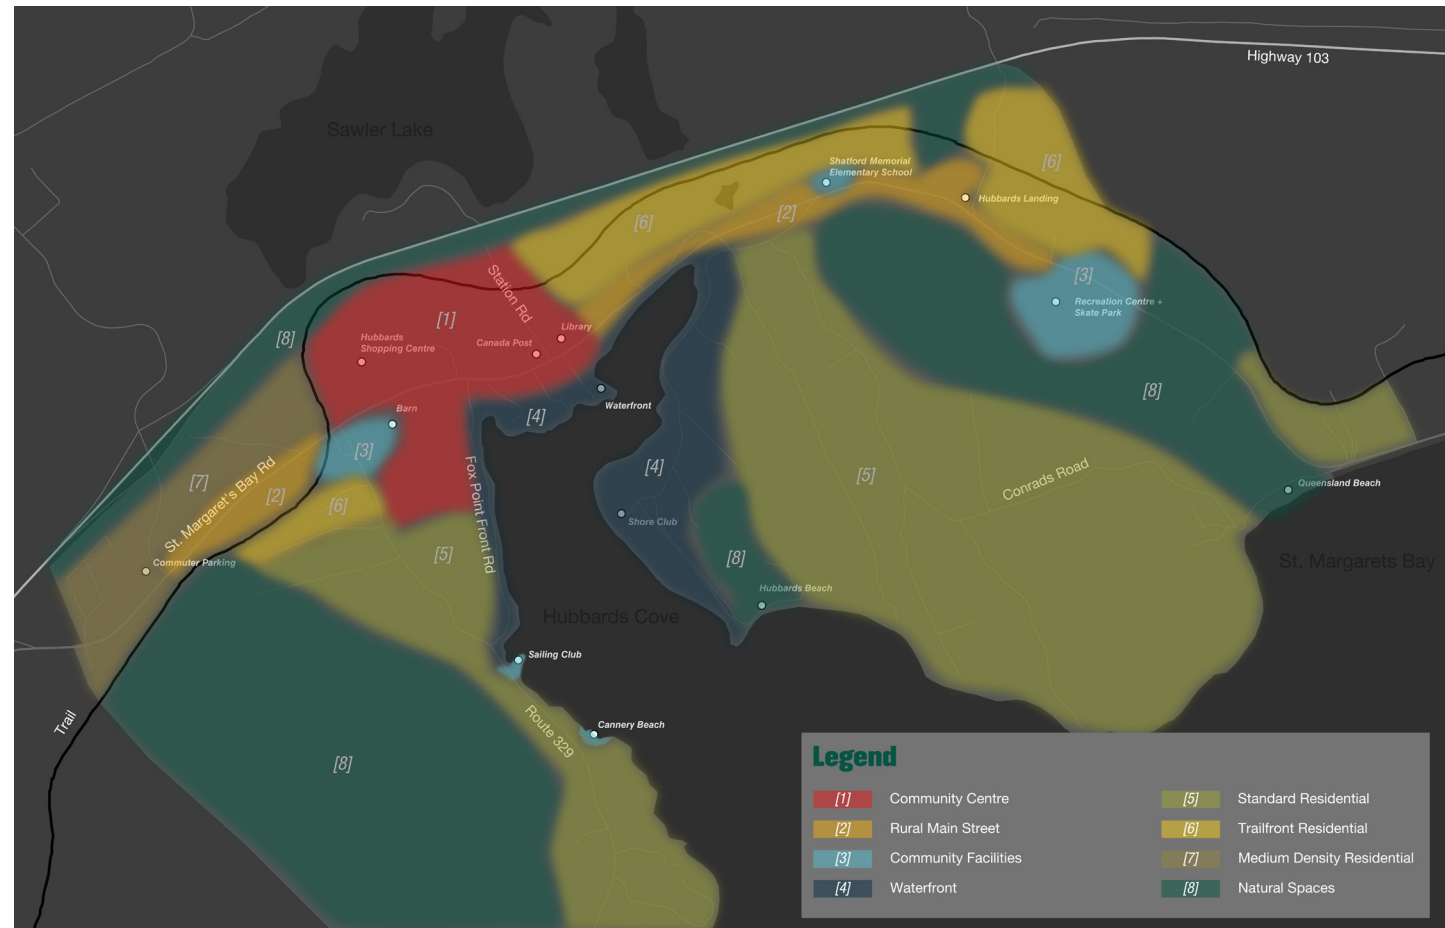 Highway 103
Sawler Lake
Shatford Memorial
Elementary School
[6]
Hubbards Landing
[2]
[6]
Station Rd
[3]
Recreation Centre +
Skate Park
[1]
Library
[8]
Hubbards
Shopping Centre
Canada Post
[8]
Waterfront
Barn
[4]
[3]
[4]
[5]
Conrads Road
Queensland Beach
[7]
St. Margaret's Bay Rd
[2]
[6]
Fox Point Front Rd
Shore Club
[5]
[8]
Commuter Parking
St. Margarets Bay
Hubbards Beach
Hubbards Cove
Sailing Club
Trail
Route 329
Cannery Beach
[8]
Legend
[1] Community Centre
[2] Rural Main Street
[3] Community Facilities
[4] Waterfront
[5] Standard Residential
[6] Trailfront Residential
[7] Medium Density Residential
[8] Natural Spaces